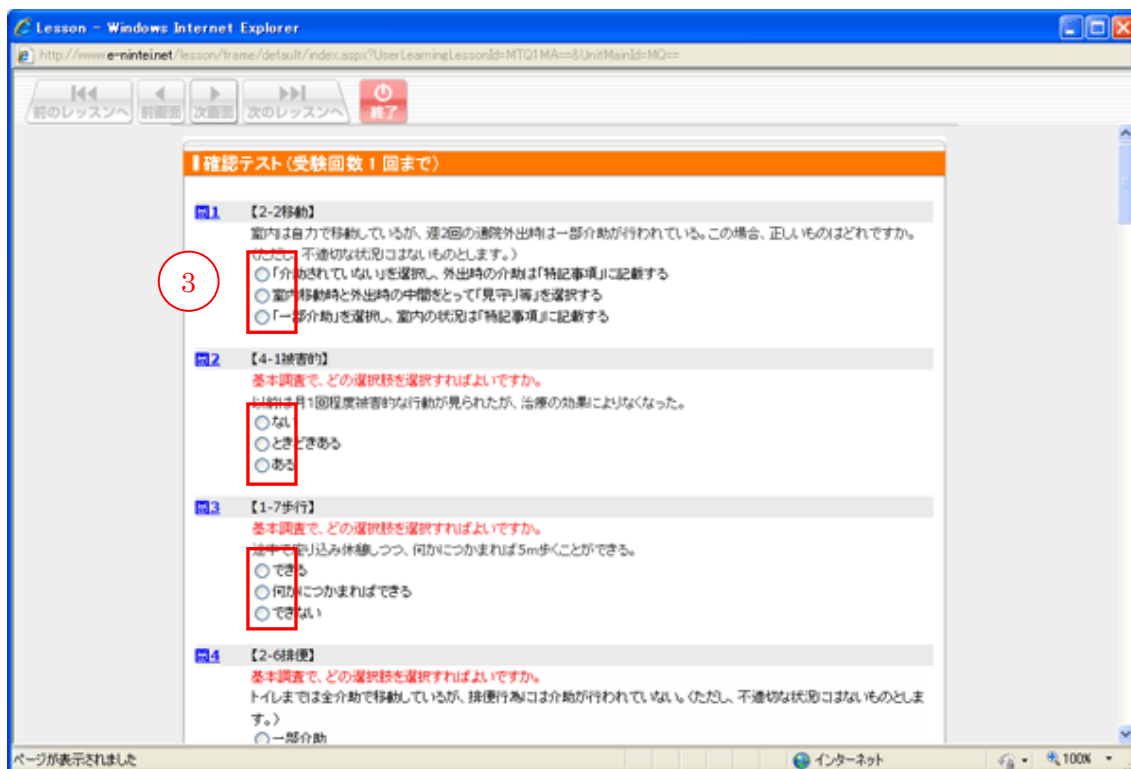 Lesson - Windows Internet Explorer
http://www.e-nintei.net/lesson/frame/default/index.aspx?UserLearningLessonId=MTQ1MA==&UnitMainId=MQ==
前のレッスンへ 前画面 次画面 次のレッスンへ 終了
確認テスト(受験回数1回まで)
問1 【2-2移動】
室内は自力で移動しているが、週2回の通院外出時は一部介助が行われている。この場合、正しいものはどれですか。
(ただし、不適切な状況にはないものとします。)
③
「介助されていない」を選択し、外出時の介助は「特記事項」に記載する
室内移動時と外出時の中間をとって「見守り等」を選択する
「一部介助」を選択し、室内の状況は「特記事項」に記載する
問2 【4-1被害的】
基本調査で、どの選択肢を選択すればよいですか。
以前は月1回程度被害的な行動が見られたが、治療の効果によりなくなった。
ない
ときどきある
ある
問3 【1-7歩行】
基本調査で、どの選択肢を選択すればよいですか。
途中で座り込み休憩しつつ、何かにつかまれば5m歩くことができる。
できる
何かにつかまればできる
できない
問4 【2-6排便】
基本調査で、どの選択肢を選択すればよいですか。
トイレまでは全介助で移動しているが、排便行為には介助が行われていない。(ただし、不適切な状況にはないものとしま
す。)
一部介助
ページが表示されました インターネット 100%